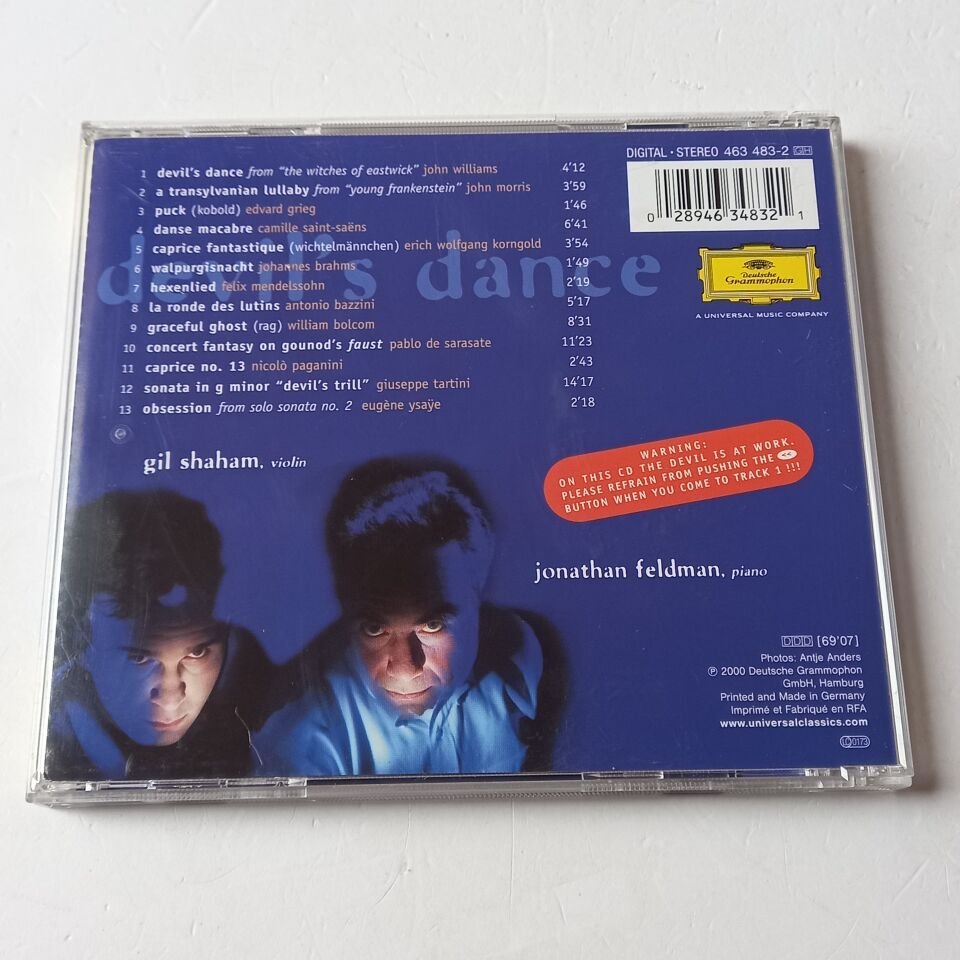 DIGITAL · STEREO 463 483-2 GH
1 devil's dance from "the witches of eastwick" john williams 4'12
2 a transylvanian lullaby from "young frankenstein" john morris 3'59
3 puck (kobold) edvard grieg 1'46
4 danse macabre camille saint-saëns 6'41
5 caprice fantastique (wichtelmännchen) erich wolfgang korngold 3'54
6 walpurgisnacht johannes brahms 1'49
7 hexenlied felix mendelssohn 2'19
8 la ronde des lutins antonio bazzini 5'17
9 graceful ghost (rag) william bolcom 8'31
10 concert fantasy on gounod's faust pablo de sarasate 11'23
11 caprice no. 13 nicolò paganini 2'43
12 sonata in g minor "devil's trill" giuseppe tartini 14'17
13 obsession from solo sonata no. 2 eugène ysaÿe 2'18
devil's dance
0 28946 34832 1
Deutsche
Grammophon
A UNIVERSAL MUSIC COMPANY
gil shaham, violin
WARNING:
ON THIS CD THE DEVIL IS AT WORK.
PLEASE REFRAIN FROM PUSHING THE <<
BUTTON WHEN YOU COME TO TRACK 1 !!!
jonathan feldman, piano
DDD [69'07]
Photos: Antje Anders
℗ 2000 Deutsche Grammophon
GmbH, Hamburg
Printed and Made in Germany
Imprimé et Fabriqué en RFA
www.universalclassics.com
LC 0173